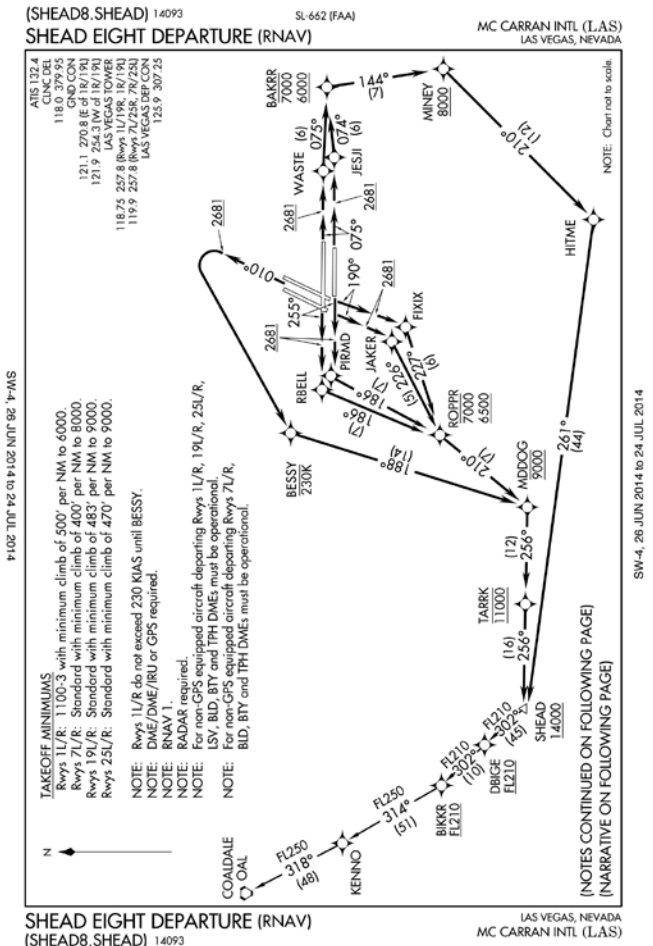 (SHEAD8.SHEAD) 14093
SL-662 (FAA)
MC CARRAN INTL (LAS)
SHEAD EIGHT DEPARTURE (RNAV)
LAS VEGAS, NEVADA
ATIS 132.4
CLNC DEL
118.0 379.95
GND CON
121.1 270.8 (E of 1R/19L)
121.9 254.3 (W of 1R/19L)
LAS VEGAS TOWER
118.75 257.8 (Rwys 1L/19R, 1R/19L)
119.9 257.8 (Rwys 7L/25R, 7R/25L)
LAS VEGAS DEP CON
125.9 307.25
NOTE: Chart not to scale.
BAKRR
7000
6000
144°
(7)
MINEY
8000
210°
(12)
HITME
261°
(44)
WASTE
075°
(6)
074°
(6)
JESJI
2681
2681
075°
2681
010°
190°
2681
255°
2681
FIXIX
JAKER
227°
(6)
226°
(5)
PIRMD
RBELL
186°
(7)
186°
(7)
ROPPR
7000
6500
210°
(7)
BESSY
230K
188°
(14)
MDDOG
9000
256°
(12)
TARRK
11000
256°
(16)
SHEAD
14000
FL210
302°
(45)
DBIGE
FL210
FL210
302°
(10)
BIKKR
FL210
FL250
314°
(51)
KENNO
FL250
318°
(48)
COALDALE
OAL
N
TAKEOFF MINIMUMS
Rwys 1L/R: 1100-3 with minimum climb of 500' per NM to 6000.
Rwys 7L/R: Standard with minimum climb of 400' per NM to 8000.
Rwys 19L/R: Standard with minimum climb of 483' per NM to 9000.
Rwys 25L/R: Standard with minimum climb of 470' per NM to 9000.
NOTE: Rwys 1L/R do not exceed 230 KIAS until BESSY.
NOTE: DME/DME/IRU or GPS required.
NOTE: RNAV 1.
NOTE: RADAR required.
NOTE: For non-GPS equipped aircraft departing Rwys 1L/R, 19L/R, 25L/R,
LSV, BLD, BTY and TPH DMEs must be operational.
NOTE: For non-GPS equipped aircraft departing Rwys 7L/R,
BLD, BTY and TPH DMEs must be operational.
(NOTES CONTINUED ON FOLLOWING PAGE)
(NARRATIVE ON FOLLOWING PAGE)
SW-4, 26 JUN 2014 to 24 JUL 2014
SW-4, 26 JUN 2014 to 24 JUL 2014
SHEAD EIGHT DEPARTURE (RNAV)
(SHEAD8.SHEAD) 14093
LAS VEGAS, NEVADA
MC CARRAN INTL (LAS)